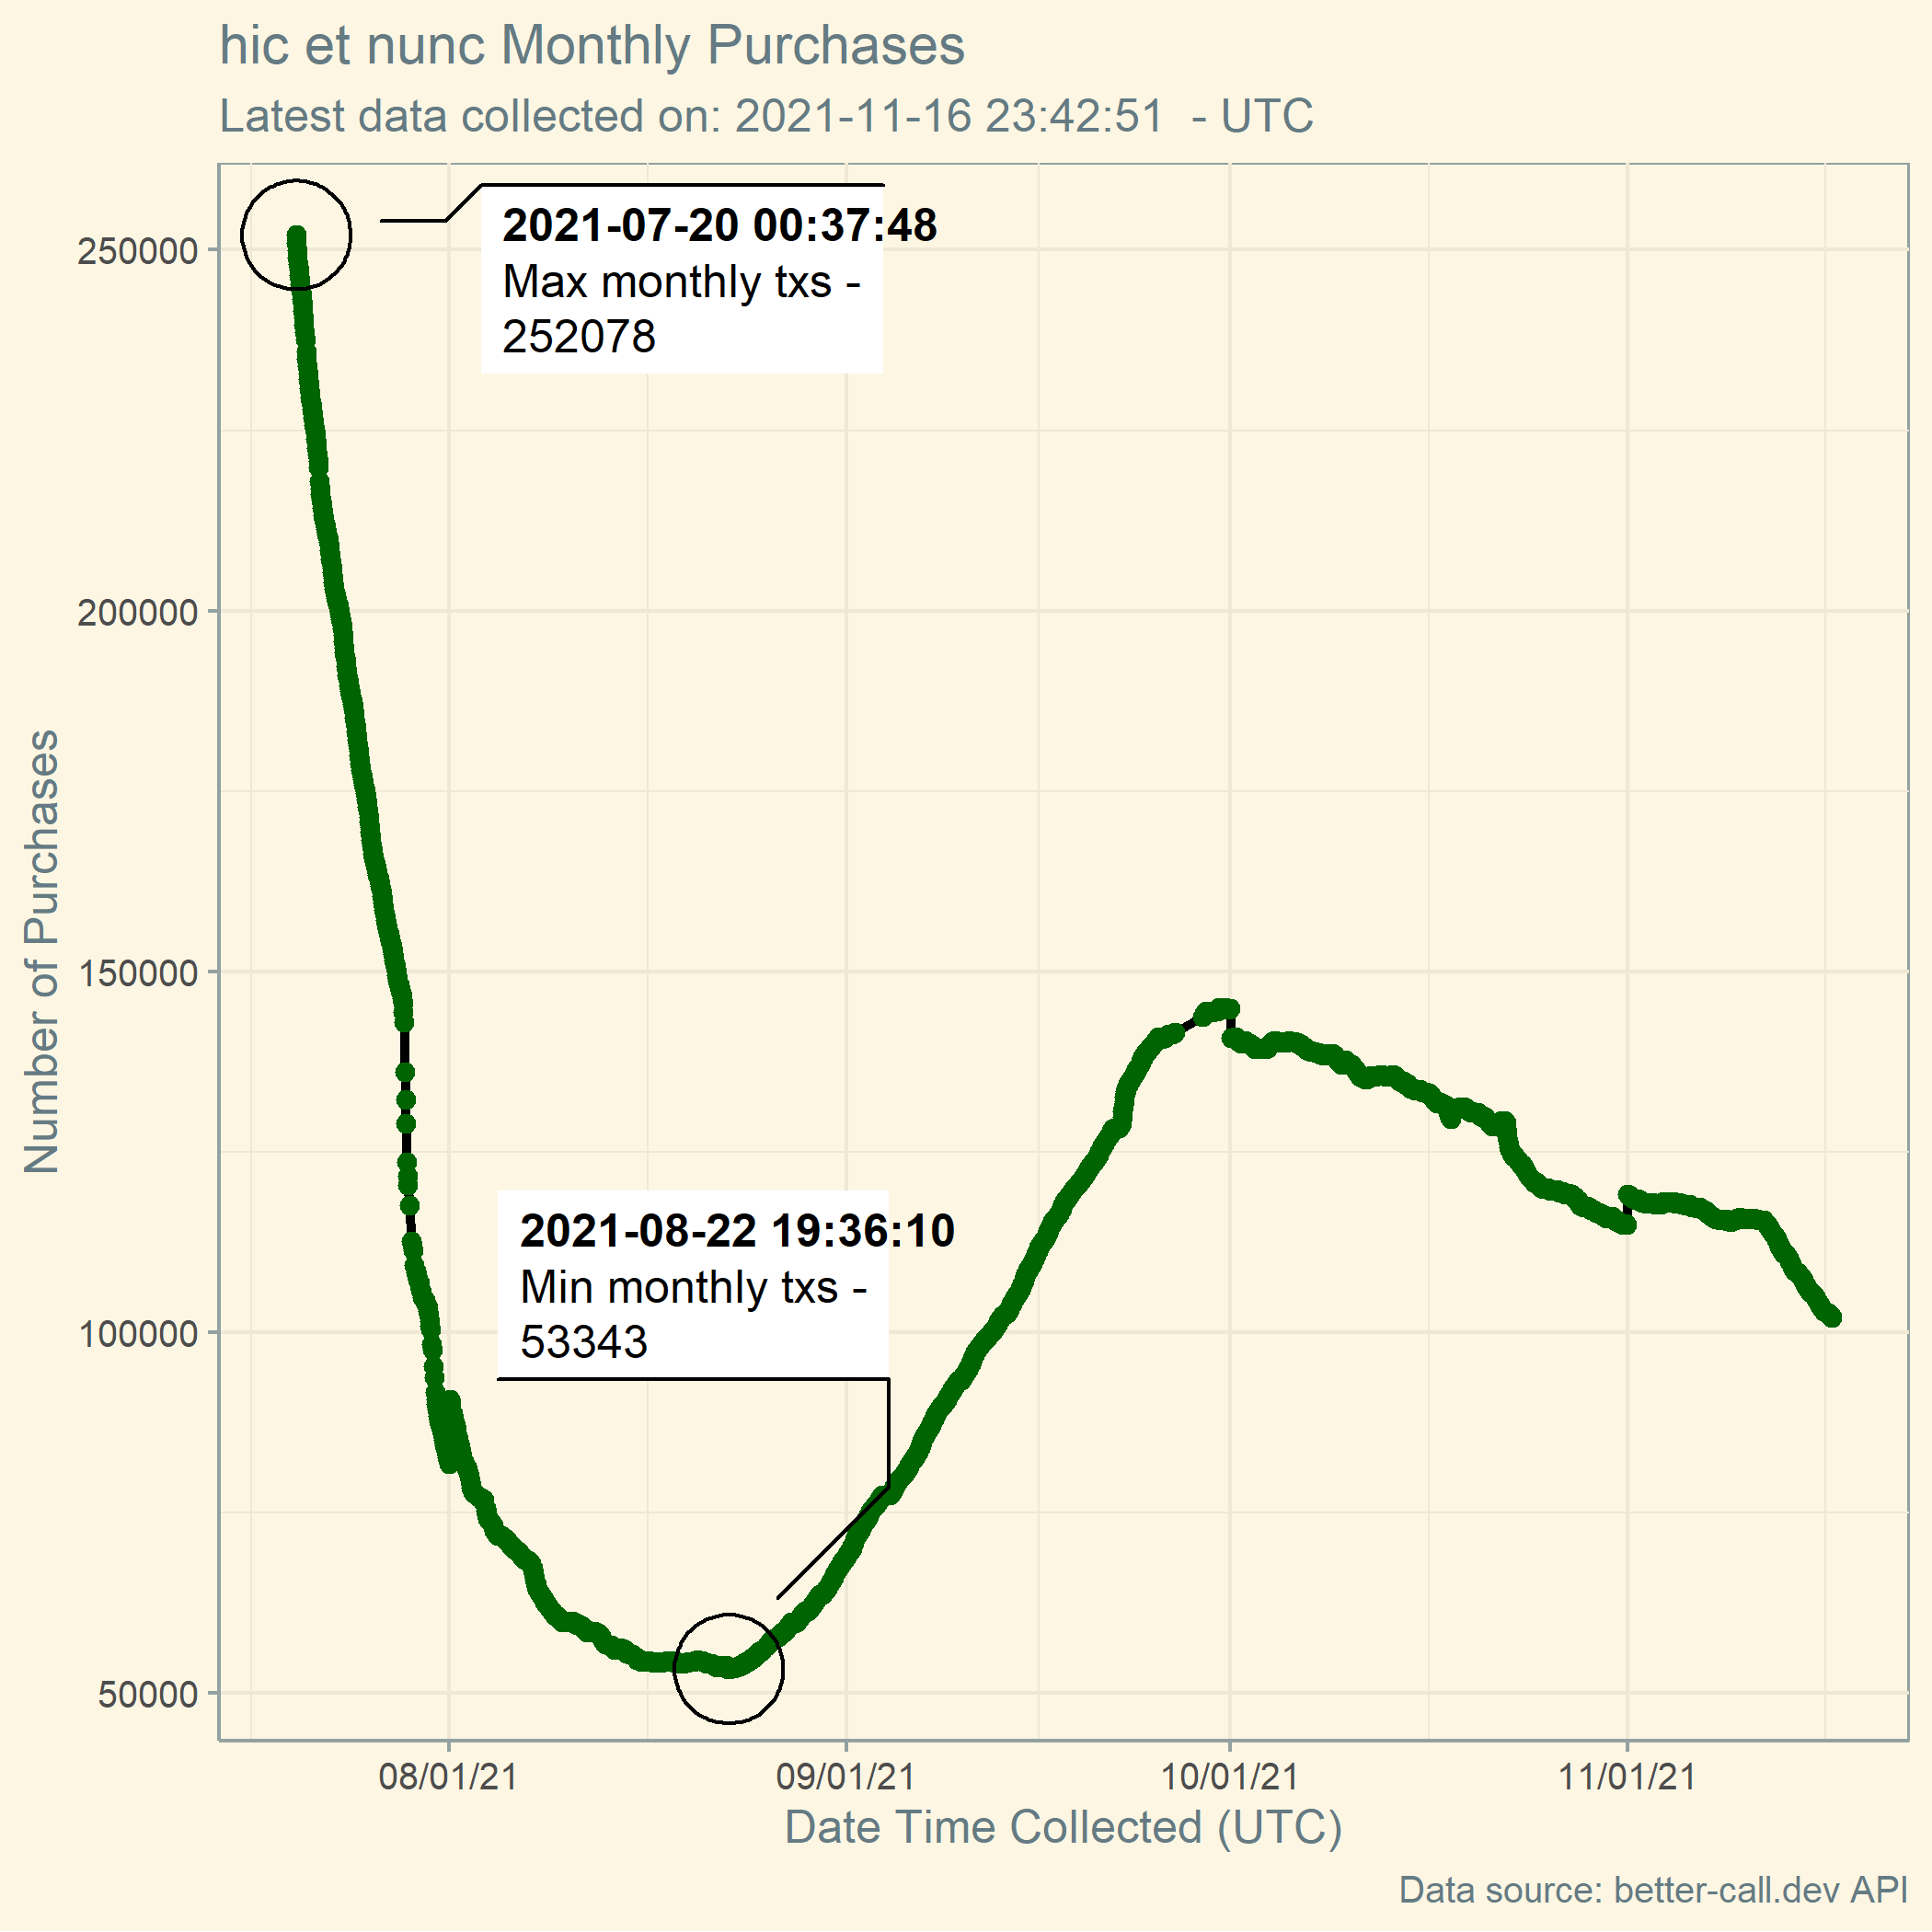 hic et nunc Monthly Purchases
Latest data collected on: 2021-11-16 23:42:51  - UTC
2021-07-20 00:37:48
Max monthly txs -
252078
250000
200000
150000
100000
50000
Number of Purchases
2021-08-22 19:36:10
Min monthly txs -
53343
08/01/21
09/01/21
10/01/21
11/01/21
Date Time Collected (UTC)
Data source: better-call.dev API